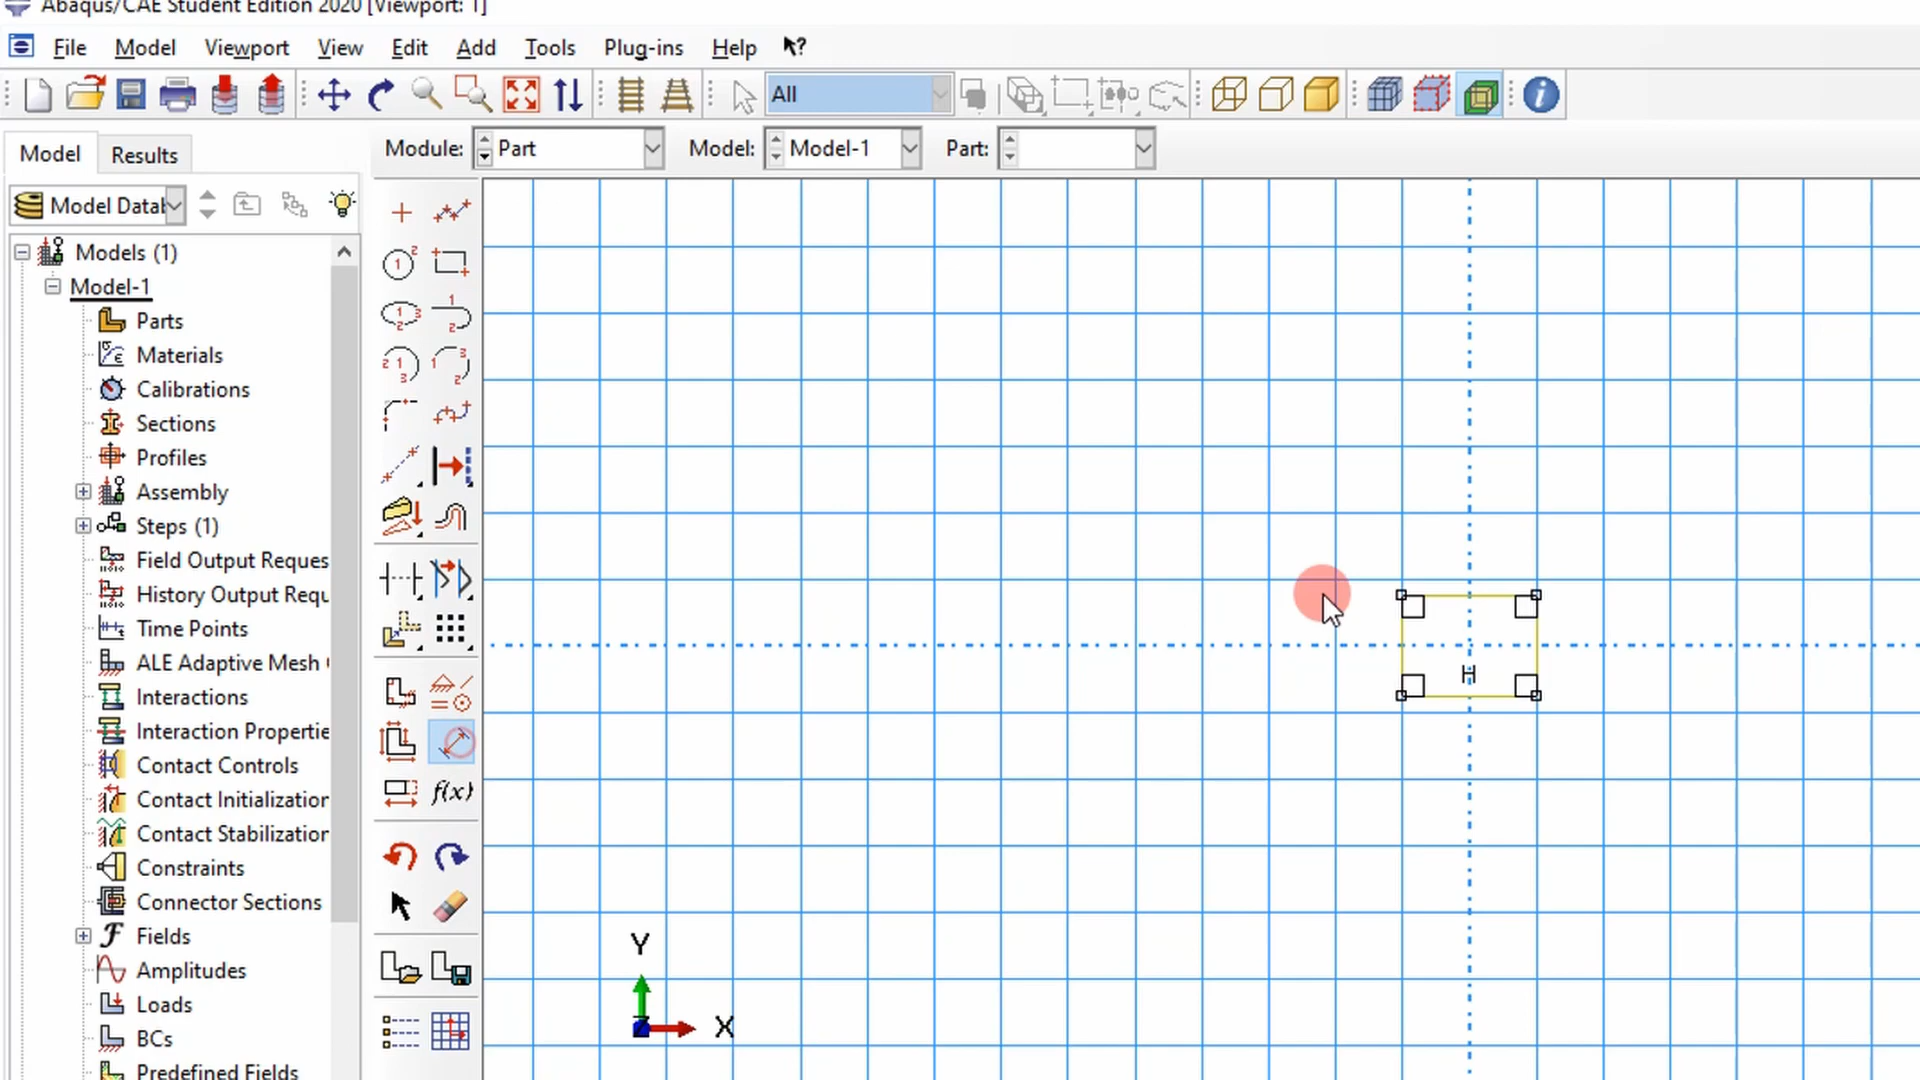 Abaqus/CAE Student Edition 2020 [Viewport: 1]
File Model Viewport View Edit Add Tools Plug-ins Help ?
All
Model Results
Module: Part Model: Model-1 Part:
Model Datab
Models (1)
Model-1
Parts
Materials
Calibrations
Sections
Profiles
Assembly
Steps (1)
Field Output Reques
History Output Requ
Time Points
ALE Adaptive Mesh
Interactions
Interaction Propertie
Contact Controls
Contact Initialization
Contact Stabilization
Constraints
Connector Sections
Fields
Amplitudes
Loads
BCs
Predefined Fields
f(x)
H
Y
Z
X